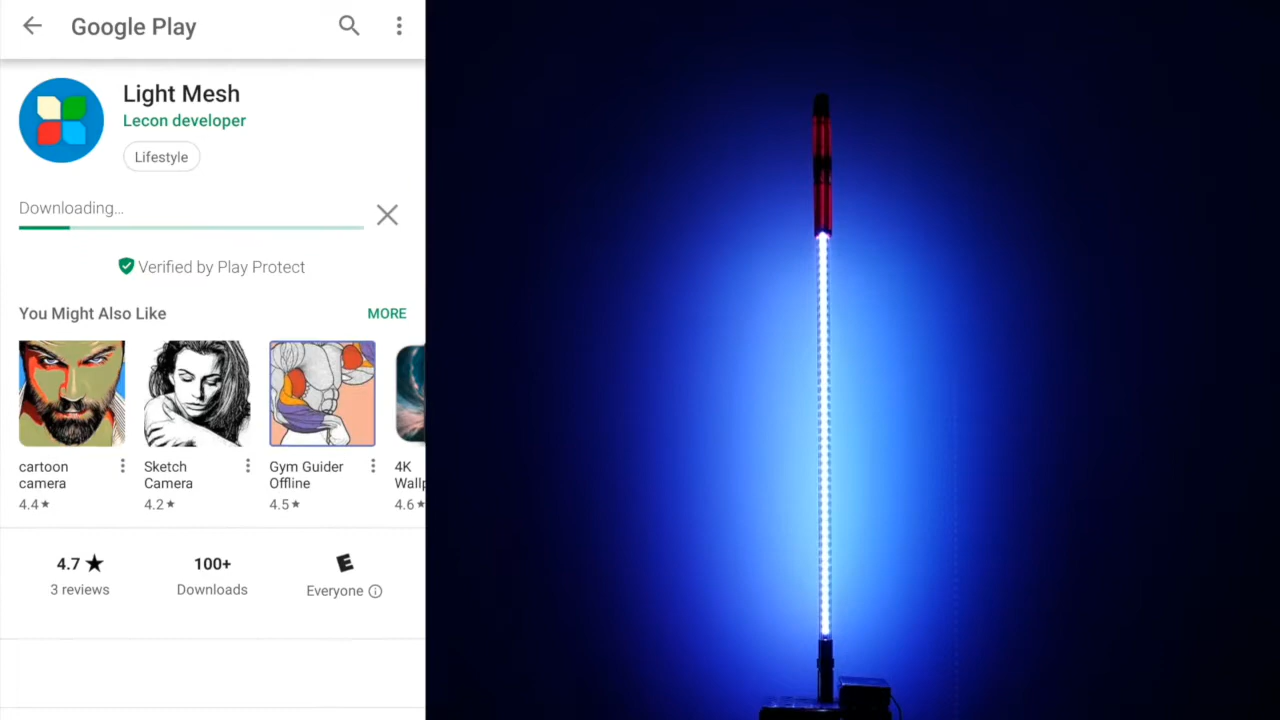 Google Play
Light Mesh
Lecon developer
Lifestyle
Downloading...
Verified by Play Protect
You Might Also Like
MORE
cartoon
camera
4.4★
Sketch
Camera
4.2★
Gym Guider
Offline
4.5★
4K
4.6★
4.7 ★
3 reviews
100+
Downloads
E
Everyone